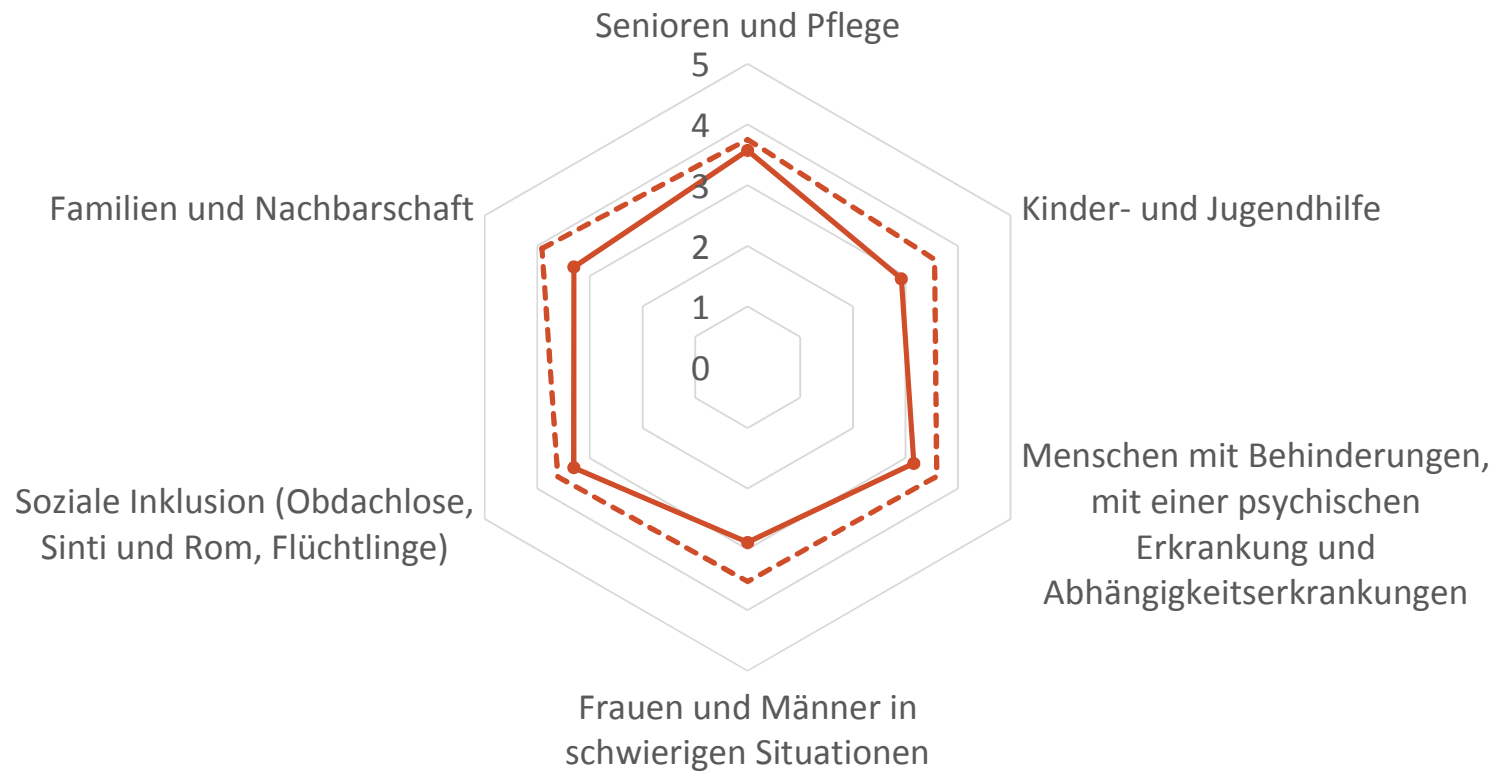 Senioren und Pflege
5
4
3
2
1
0
Familien und Nachbarschaft
Kinder- und Jugendhilfe
Menschen mit Behinderungen,
mit einer psychischen
Erkrankung und
Abhängigkeitserkrankungen
Soziale Inklusion (Obdachlose,
Sinti und Rom, Flüchtlinge)
Frauen und Männer in
schwierigen Situationen